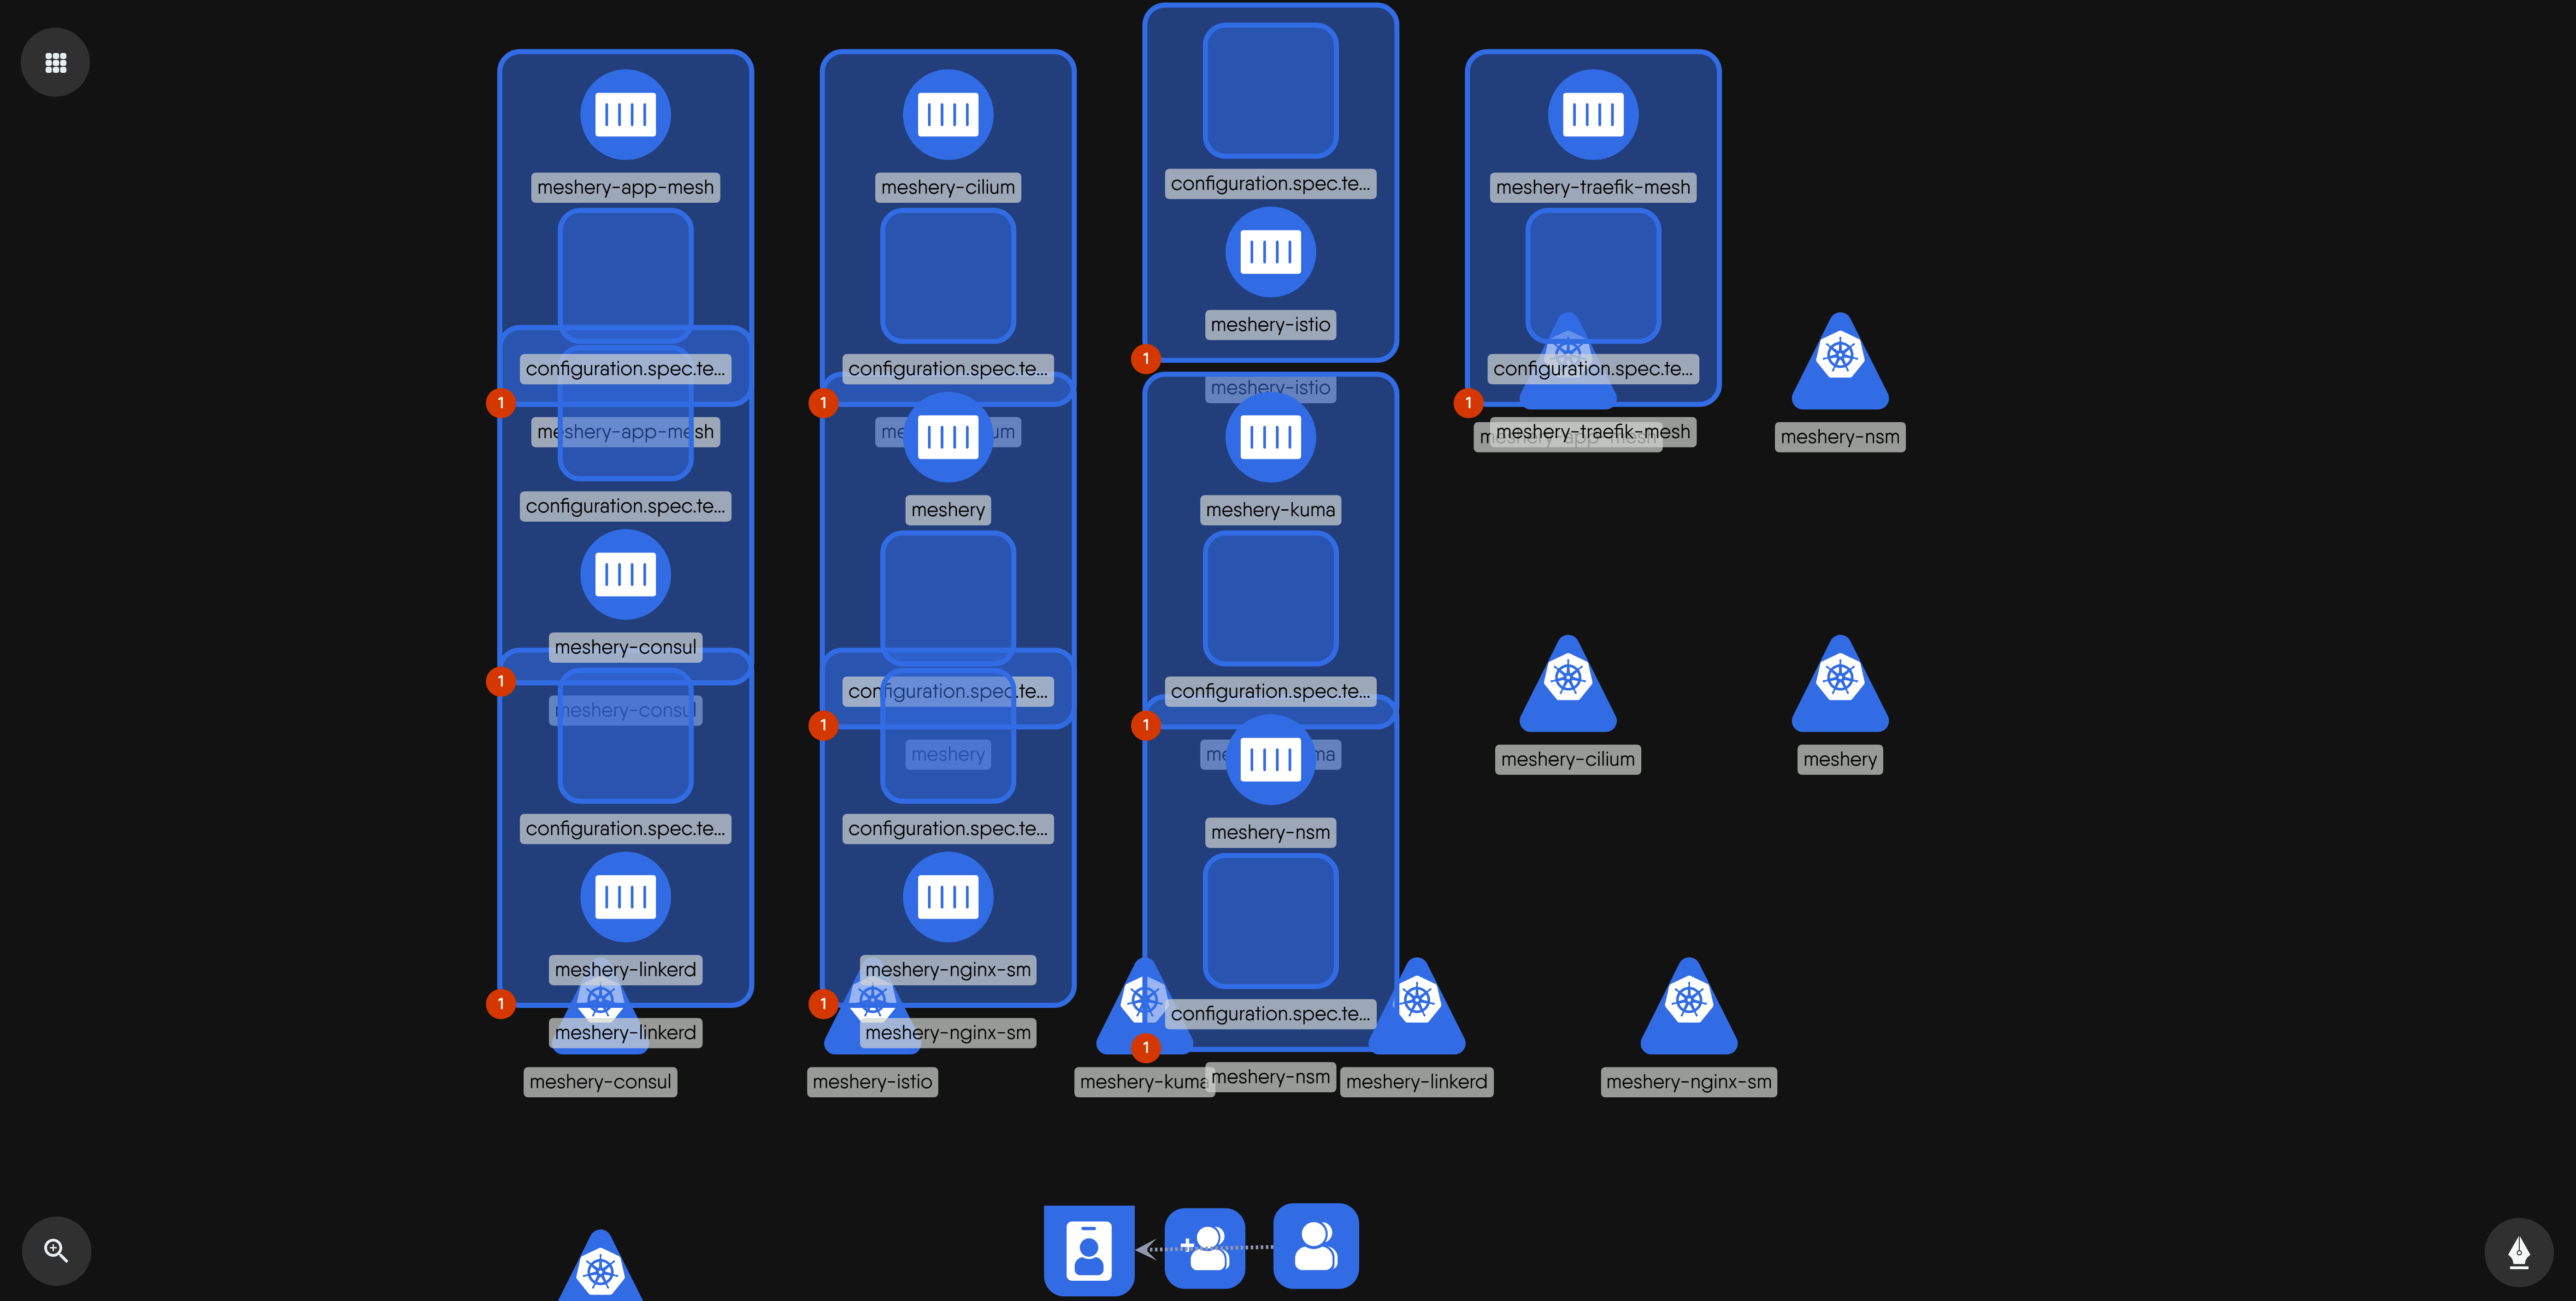 meshery-app-mesh
configuration.spec.te...
1
meshery-app-mesh
configuration.spec.te...
meshery-consul
1
meshery-consul
configuration.spec.te...
meshery-linkerd
1
meshery-linkerd
meshery-consul
meshery-cilium
configuration.spec.te...
1
meshery
configuration.spec.te...
1
meshery
configuration.spec.te...
meshery-nginx-sm
1
meshery-nginx-sm
meshery-istio
configuration.spec.te...
meshery-istio
1
meshery-istio
meshery-kuma
configuration.spec.te...
1
meshery-nsm
configuration.spec.te...
1
meshery-kuma
meshery-nsm
meshery-linkerd
meshery-traefik-mesh
configuration.spec.te...
1
meshery-traefik-mesh
meshery-nsm
meshery-cilium
meshery
meshery-nginx-sm